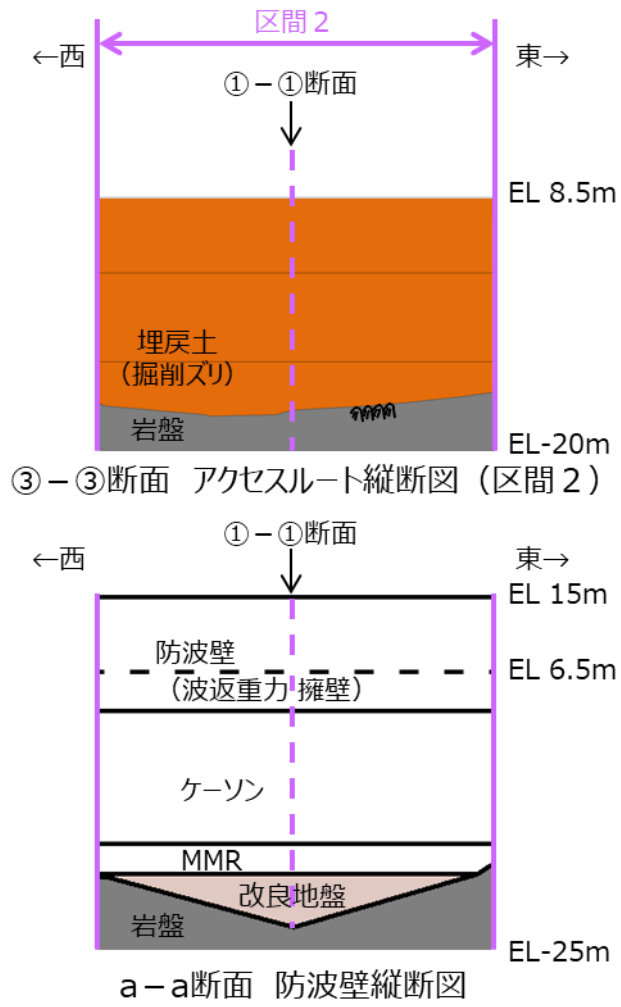 区間2
←西
東→
①-①断面
EL 8.5m
埋戻土
(掘削ズリ)
岩盤
EL-20m
③-③断面 アクセスルート縦断図(区間2)
①-①断面
←西
東→
EL 15m
防波壁
EL 6.5m
(波返重力 擁壁)
ケーソン
MMR
改良地盤
岩盤
EL-25m
a-a断面 防波壁縦断図